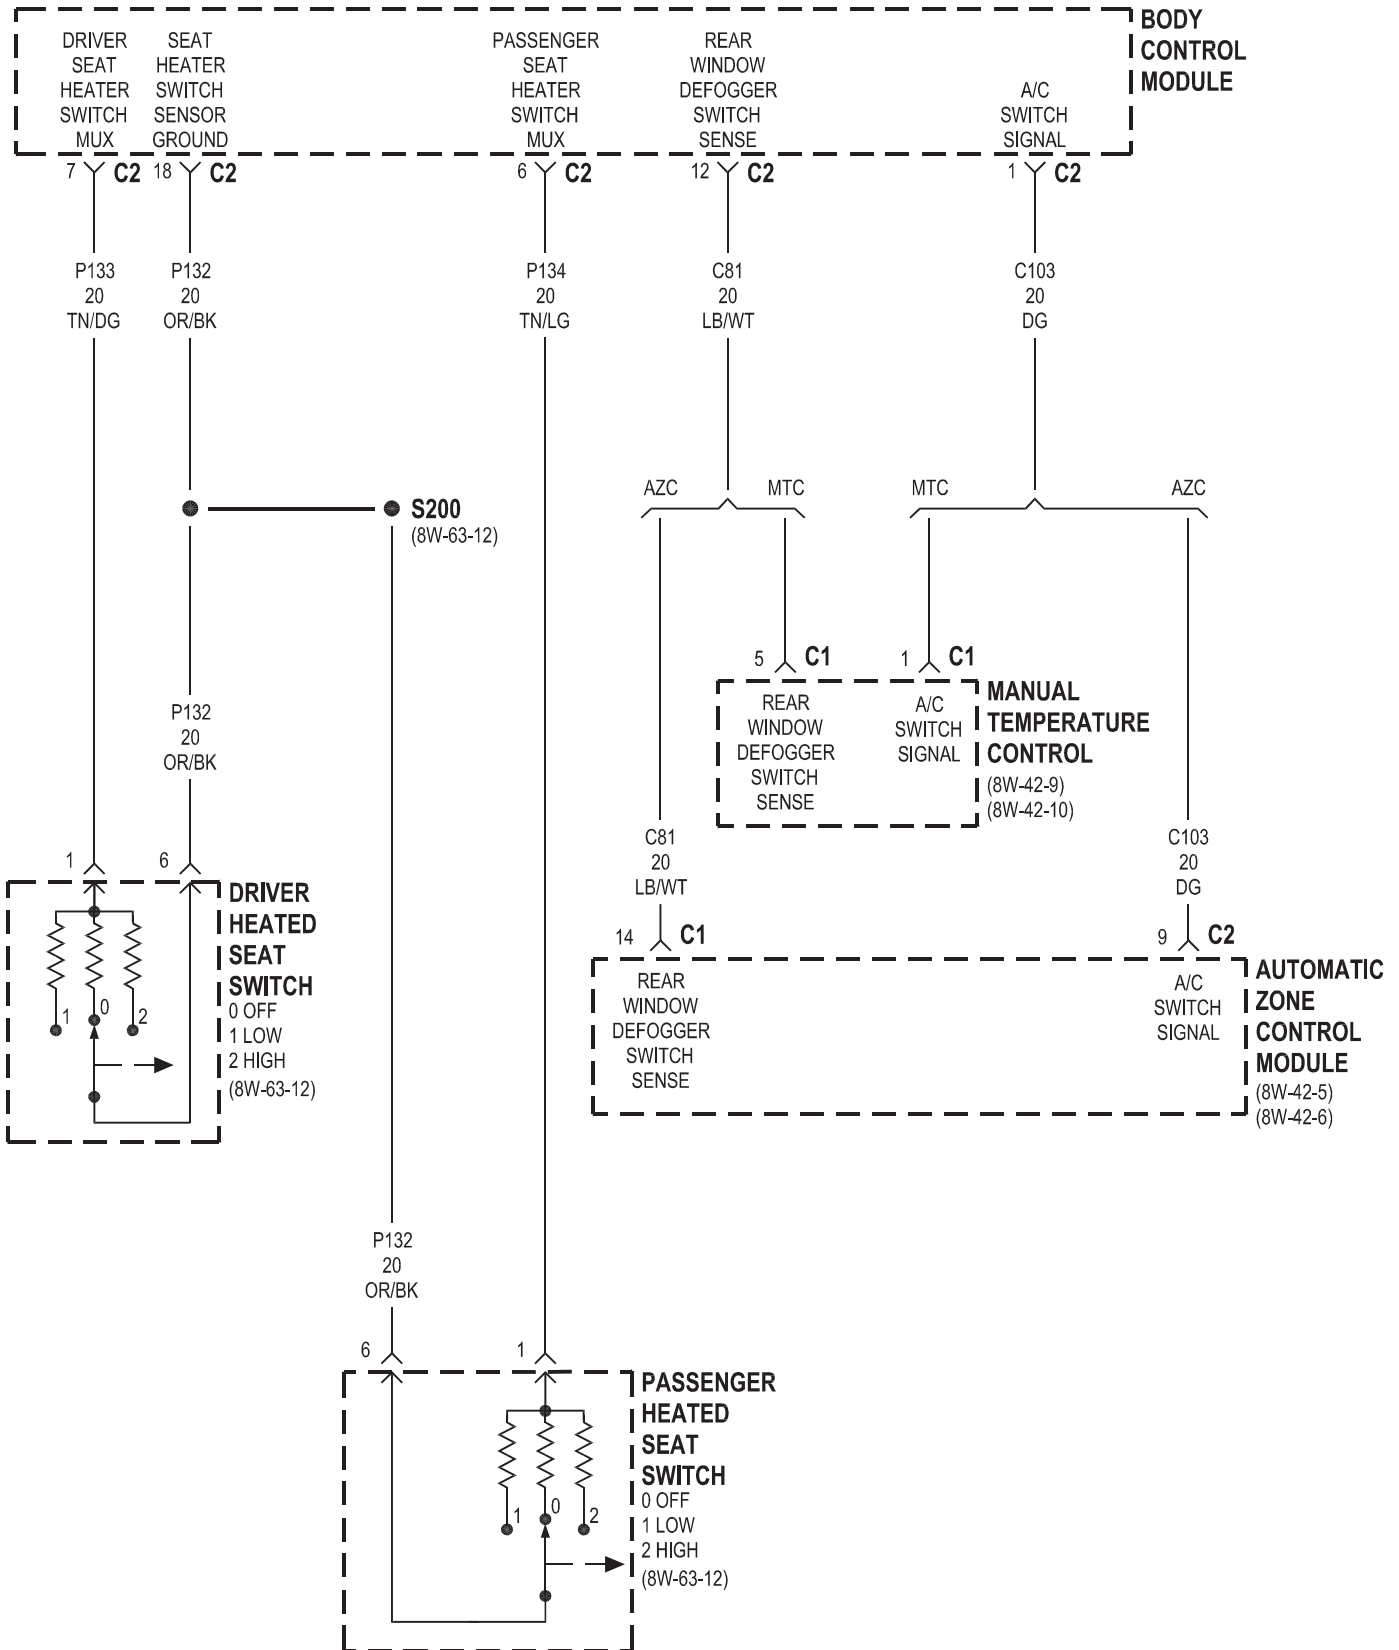 BODY
CONTROL
MODULE
DRIVER
SEAT
HEATER
SWITCH
MUX
SEAT
HEATER
SWITCH
SENSOR
GROUND
PASSENGER
SEAT
HEATER
SWITCH
MUX
REAR
WINDOW
DEFOGGER
SWITCH
SENSE
A/C
SWITCH
SIGNAL
7 C2
18 C2
6 C2
12 C2
1 C2
P133
20
TN/DG
P132
20
OR/BK
P134
20
TN/LG
C81
20
LB/WT
C103
20
DG
AZC
MTC
MTC
AZC
S200
(8W-63-12)
5 C1
1 C1
REAR
WINDOW
DEFOGGER
SWITCH
SENSE
A/C
SWITCH
SIGNAL
MANUAL
TEMPERATURE
CONTROL
(8W-42-9)
(8W-42-10)
P132
20
OR/BK
C81
20
LB/WT
C103
20
DG
1
6
DRIVER
HEATED
SEAT
SWITCH
0 OFF
1 LOW
2 HIGH
(8W-63-12)
1
0
2
14 C1
9 C2
REAR
WINDOW
DEFOGGER
SWITCH
SENSE
A/C
SWITCH
SIGNAL
AUTOMATIC
ZONE
CONTROL
MODULE
(8W-42-5)
(8W-42-6)
P132
20
OR/BK
6
1
PASSENGER
HEATED
SEAT
SWITCH
0 OFF
1 LOW
2 HIGH
(8W-63-12)
1
0
2